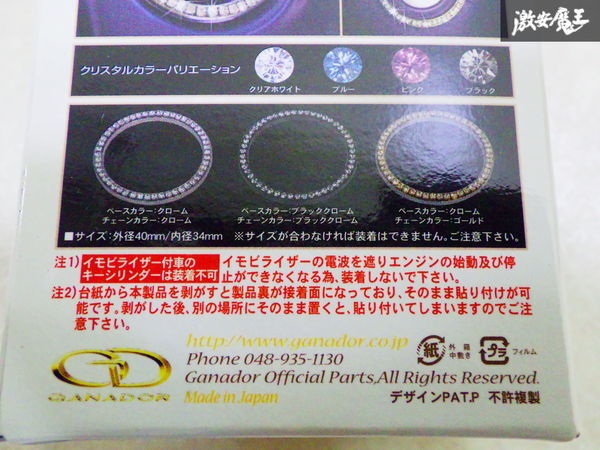 激安魔王
クリスタルカラーバリエーション
クリアホワイト
ブルー
ピンク
ブラック
ベースカラー:クローム
チェーンカラー:クローム
ベースカラー:ブラッククローム
チェーンカラー:ブラッククローム
ベースカラー:クローム
チェーンカラー:ゴールド
■サイズ:外径40mm/内径34mm ※サイズが合わなければ装着はできません。ご注意下さい。
注1) イモビライザー付車の キーシリンダーは装着不可 イモビライザーの電波を遮りエンジンの始動及び停
止ができなくなる為、装着しないで下さい。
注2) 台紙から本製品を剥がすと製品裏が接着面になっており、そのまま貼り付けが可
能です。剥がした後、別の場所にそのまま置くと、貼り付いてしまいますのでご注
意下さい。
http://www.ganador.co.jp
Phone 048-935-1130
Ganador Official Parts,All Rights Reserved.
Made in Japan
GANADOR
紙
外箱
中敷き
プラ
フィルム
デザインPAT.P 不許複製